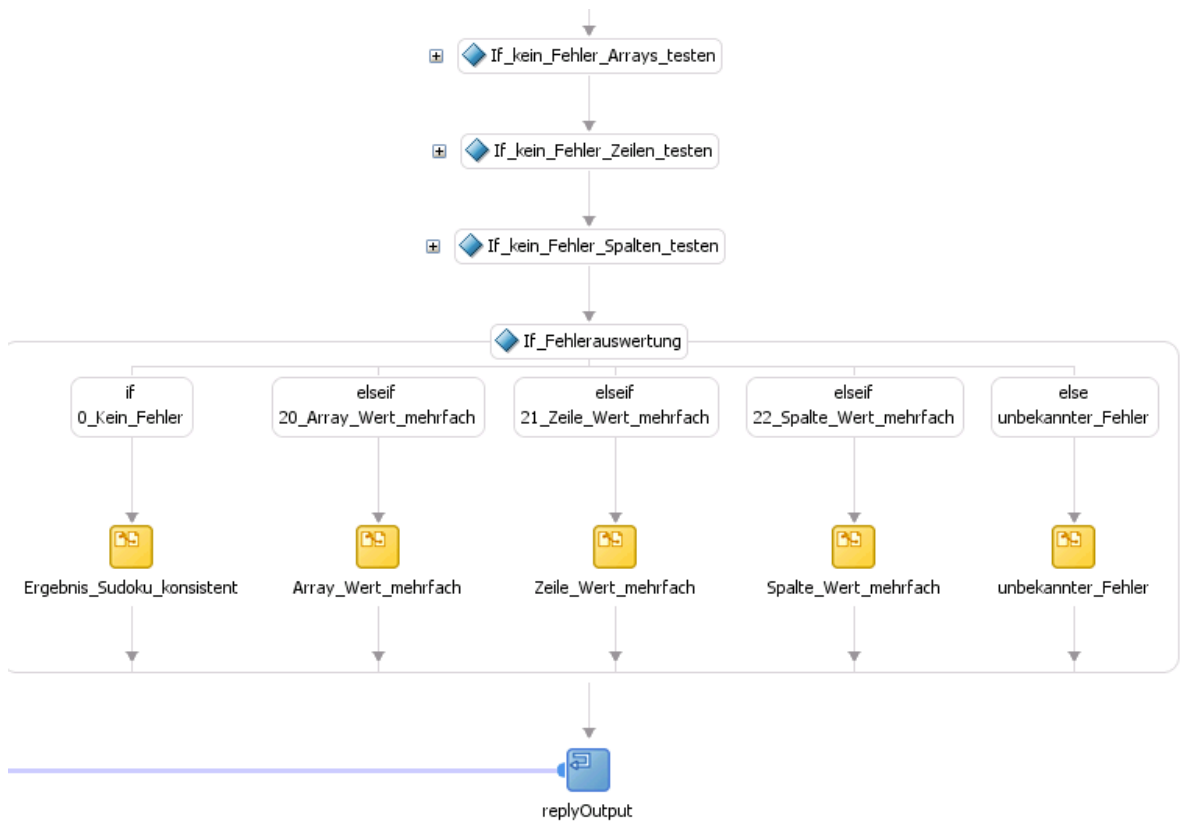 If_kein_Fehler_Arrays_testen
If_kein_Fehler_Zeilen_testen
If_kein_Fehler_Spalten_testen
If_Fehlerauswertung
if
0_Kein_Fehler
elseif
20_Array_Wert_mehrfach
elseif
21_Zeile_Wert_mehrfach
elseif
22_Spalte_Wert_mehrfach
else
unbekannter_Fehler
Ergebnis_Sudoku_konsistent
Array_Wert_mehrfach
Zeile_Wert_mehrfach
Spalte_Wert_mehrfach
unbekannter_Fehler
replyOutput